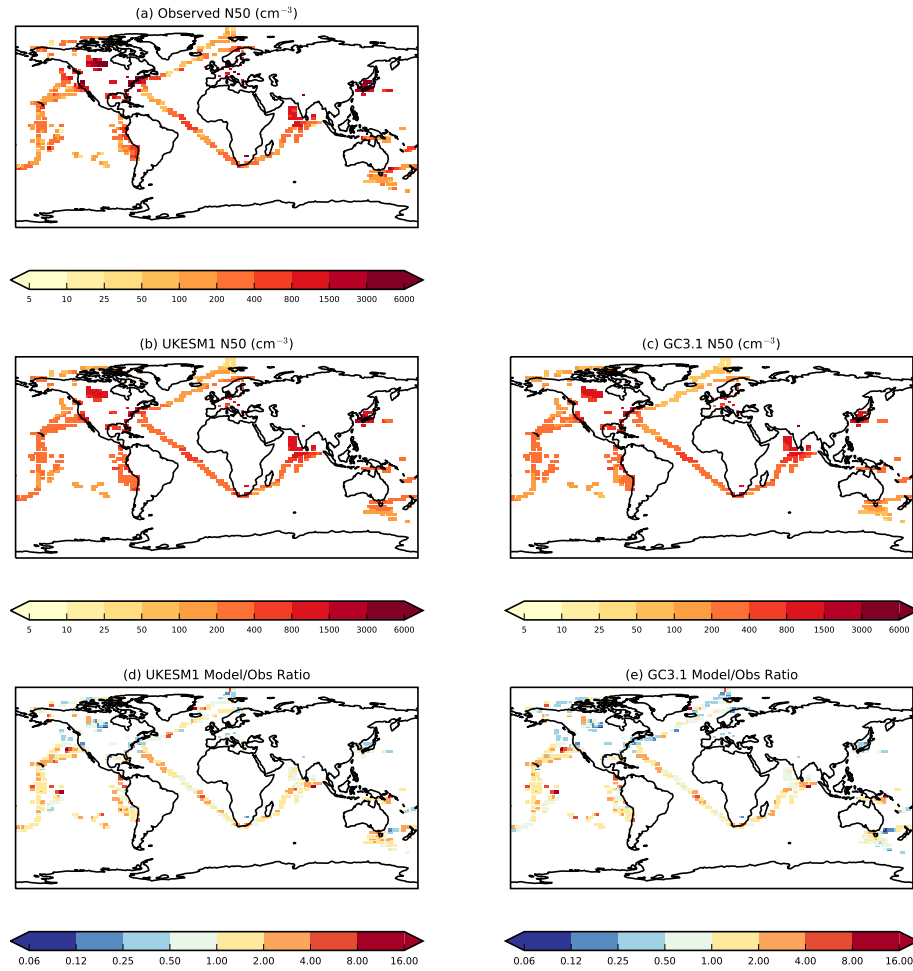 (a) Observed N50 (cm⁻³)
5 10 25 50 100 200 400 800 1500 3000 6000
(b) UKESM1 N50 (cm⁻³)
(c) GC3.1 N50 (cm⁻³)
5 10 25 50 100 200 400 800 1500 3000 6000
5 10 25 50 100 200 400 800 1500 3000 6000
(d) UKESM1 Model/Obs Ratio
(e) GC3.1 Model/Obs Ratio
0.06 0.12 0.25 0.50 1.00 2.00 4.00 8.00 16.00
0.06 0.12 0.25 0.50 1.00 2.00 4.00 8.00 16.00